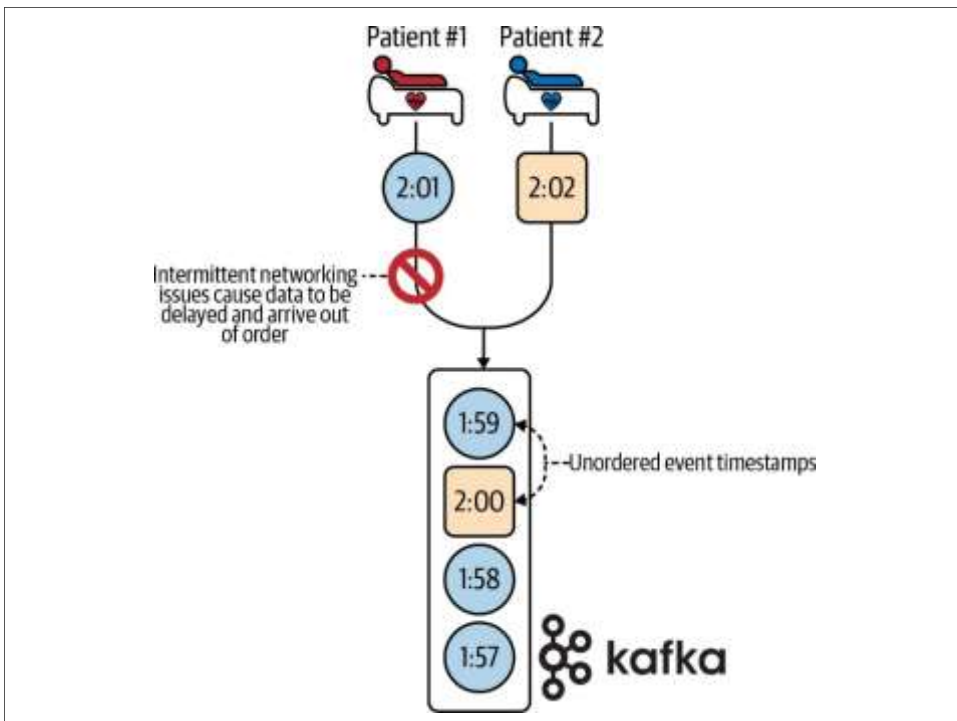 Patient #1
Patient #2
2:01
2:02
Intermittent networking
issues cause data to be
delayed and arrive out
of order
1:59
Unordered event timestamps
2:00
1:58
1:57
kafka